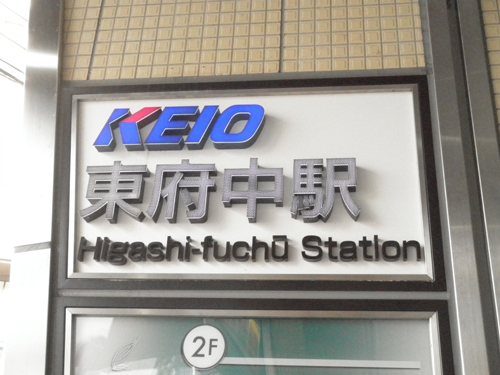 KEIO
東府中駅
Higashi-fuchū Station
2F